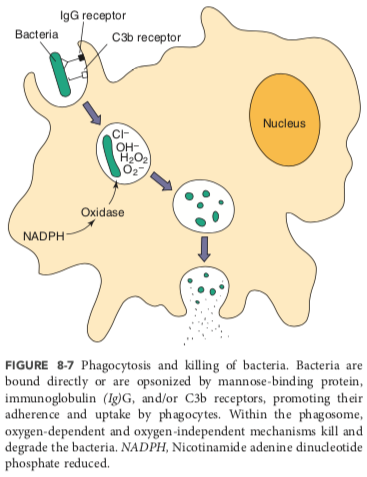 IgG receptor
Bacteria
C3b receptor
Nucleus
Cl–
OH–
H2O2
O2–
Oxidase
NADPH
FIGURE 8-7 Phagocytosis and killing of bacteria. Bacteria are
bound directly or are opsonized by mannose-binding protein,
immunoglobulin (Ig)G, and/or C3b receptors, promoting their
adherence and uptake by phagocytes. Within the phagosome,
oxygen-dependent and oxygen-independent mechanisms kill and
degrade the bacteria. NADPH, Nicotinamide adenine dinucleotide
phosphate reduced.